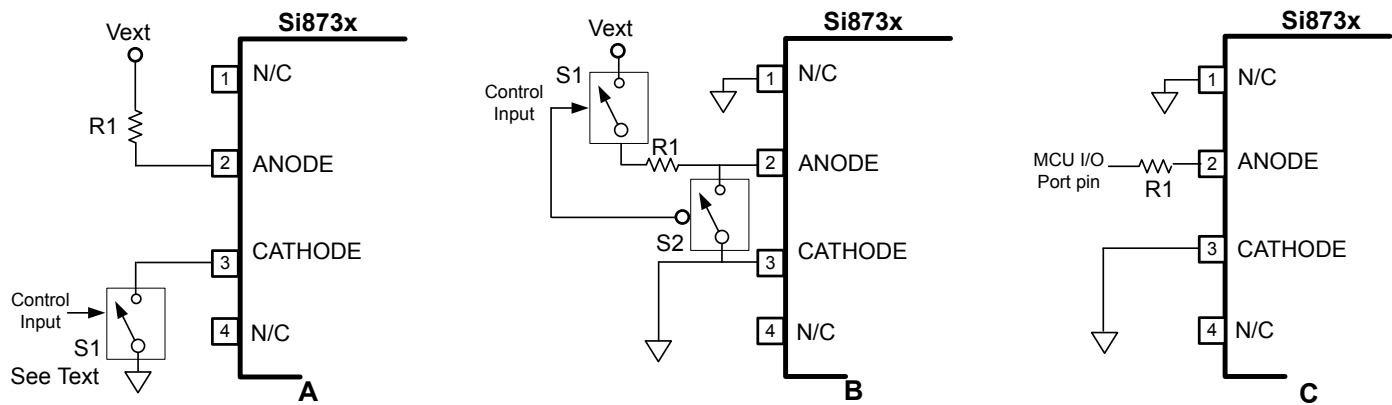 Si873x
Vext
R1
1
N/C
2
ANODE
3
CATHODE
4
N/C
Control
Input
S1
See Text
A
Si873x
Vext
S1
Control
Input
R1
S2
1
N/C
2
ANODE
3
CATHODE
4
N/C
B
Si873x
1
N/C
MCU I/O
Port pin
R1
2
ANODE
3
CATHODE
4
N/C
C